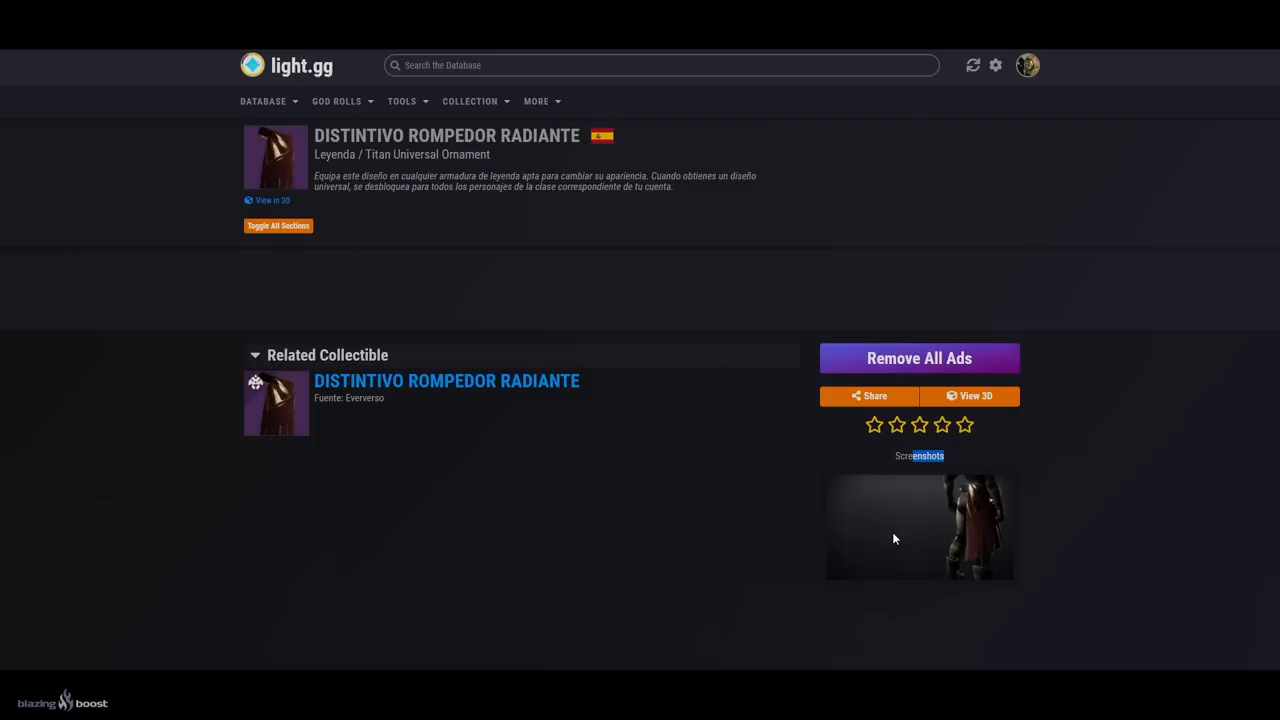 light.gg
Search the Database
DATABASE GOD ROLLS TOOLS COLLECTION MORE
DISTINTIVO ROMPEDOR RADIANTE
Leyenda / Titan Universal Ornament
Equipa este diseño en cualquier armadura de leyenda apta para cambiar su apariencia. Cuando obtienes un diseño
universal, se desbloquea para todos los personajes de la clase correspondiente de tu cuenta.
View in 3D
Toggle All Sections
Related Collectible
DISTINTIVO ROMPEDOR RADIANTE
Fuente: Eververso
Remove All Ads
Share View 3D
Screenshots
blazing boost